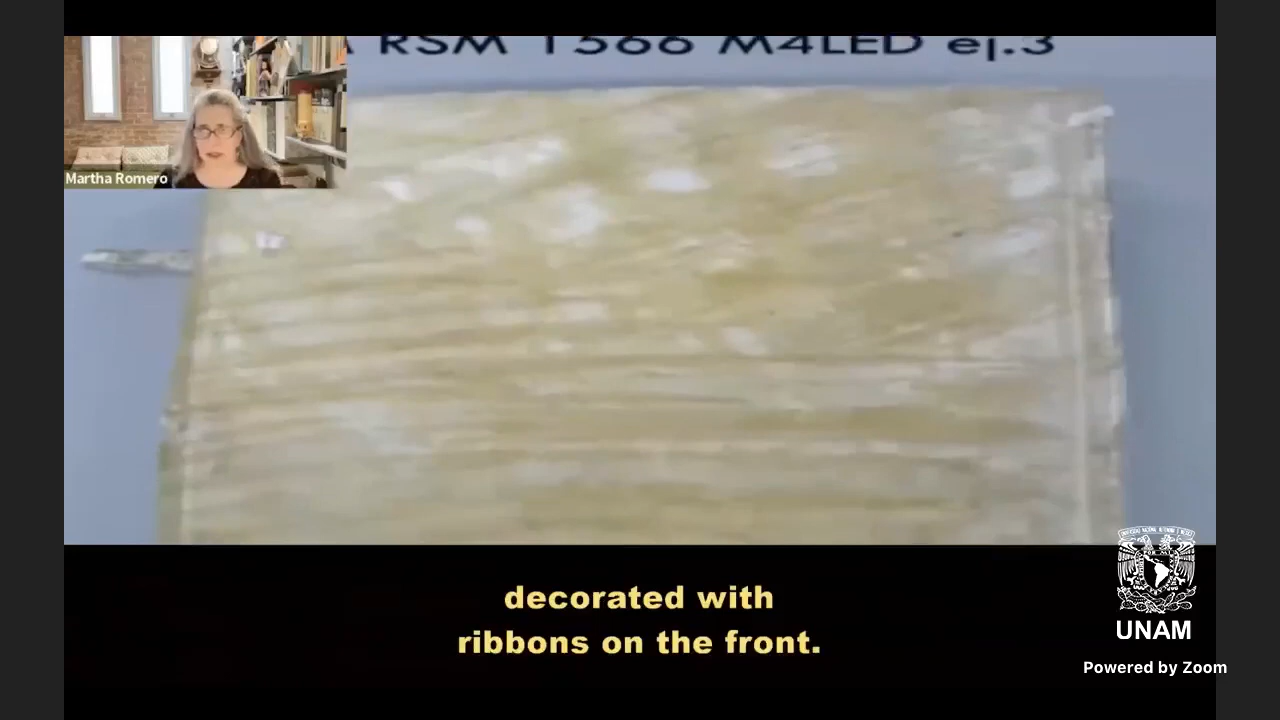 RSM 1566 M4LED ej.3
Martha Romero
decorated with
ribbons on the front.
UNAM
Powered by Zoom